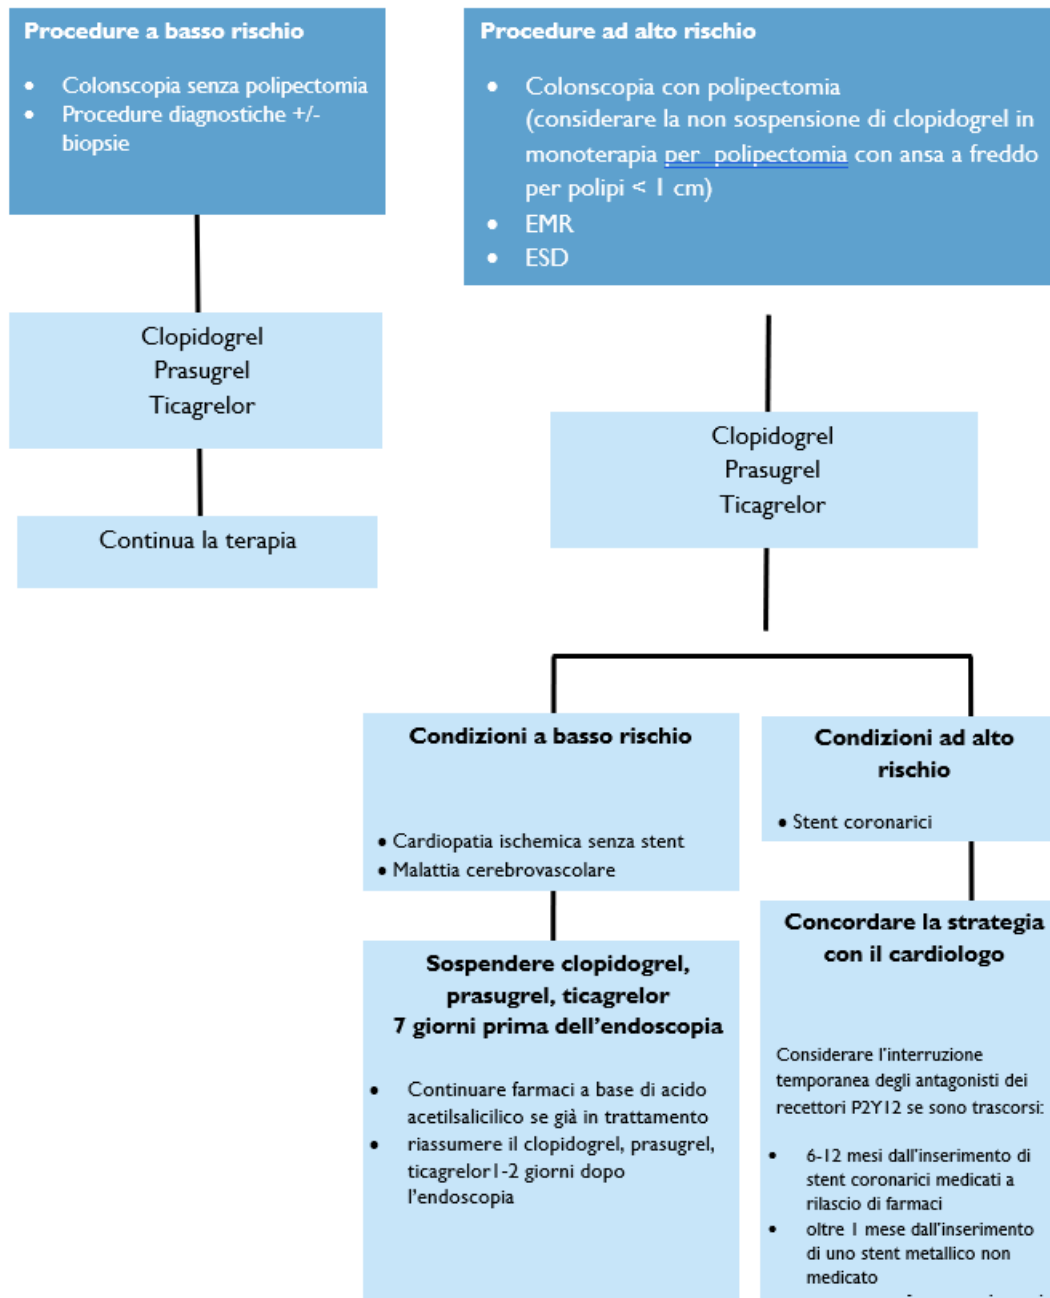 Procedure a basso rischio
• Colonscopia senza polipectomia
• Procedure diagnostiche +/-
biopsie
Procedure ad alto rischio
• Colonscopia con polipectomia
(considerare la non sospensione di clopidogrel in
monoterapia per polipectomia con ansa a freddo
per polipi < 1 cm)
• EMR
• ESD
Clopidogrel
Prasugrel
Ticagrelor
Continua la terapia
Clopidogrel
Prasugrel
Ticagrelor
Condizioni a basso rischio
• Cardiopatia ischemica senza stent
• Malattia cerebrovascolare
Sospendere clopidogrel,
prasugrel, ticagrelor
7 giorni prima dell'endoscopia
• Continuare farmaci a base di acido
acetilsalicilico se già in trattamento
• riassumere il clopidogrel, prasugrel,
ticagrelor1-2 giorni dopo
l'endoscopia
Condizioni ad alto
rischio
• Stent coronarici
Concordare la strategia
con il cardiologo
Considerare l'interruzione
temporanea degli antagonisti dei
recettori P2Y12 se sono trascorsi:
• 6-12 mesi dall'inserimento di
stent coronarici medicati a
rilascio di farmaci
• oltre 1 mese dall'inserimento
di uno stent metallico non
medicato